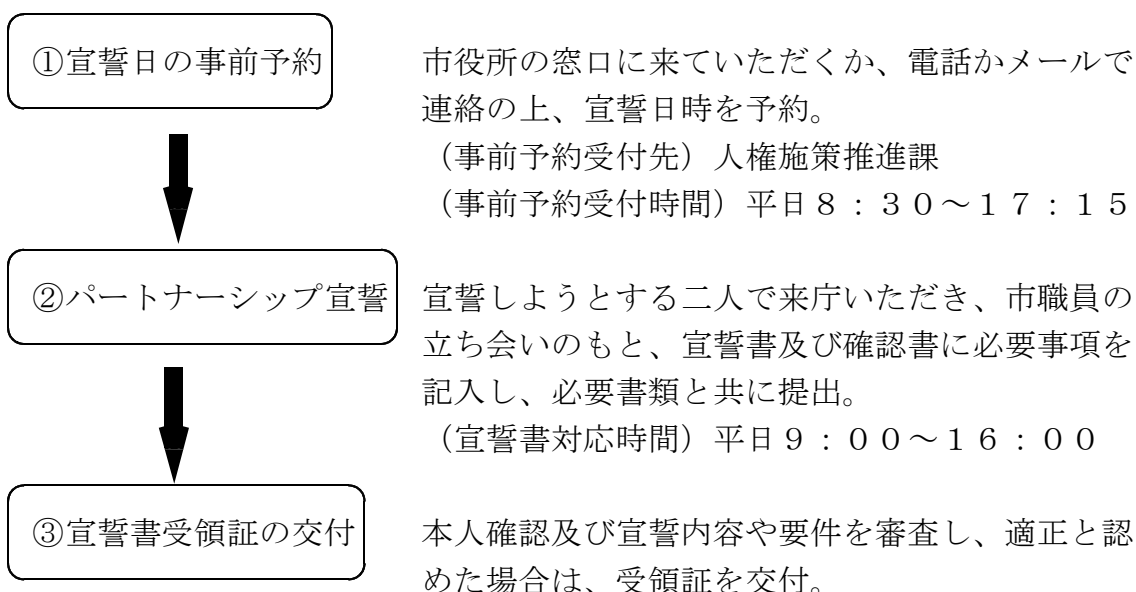 ①宣誓日の事前予約
市役所の窓口に来ていただくか、電話かメールで
連絡の上、宣誓日時を予約。
（事前予約受付先）人権施策推進課
（事前予約受付時間）平日８：３０～１７：１５
②パートナーシップ宣誓
宣誓しようとする二人で来庁いただき、市職員の
立ち会いのもと、宣誓書及び確認書に必要事項を
記入し、必要書類と共に提出。
（宣誓書対応時間）平日９：００～１６：００
③宣誓書受領証の交付
本人確認及び宣誓内容や要件を審査し、適正と認
めた場合は、受領証を交付。